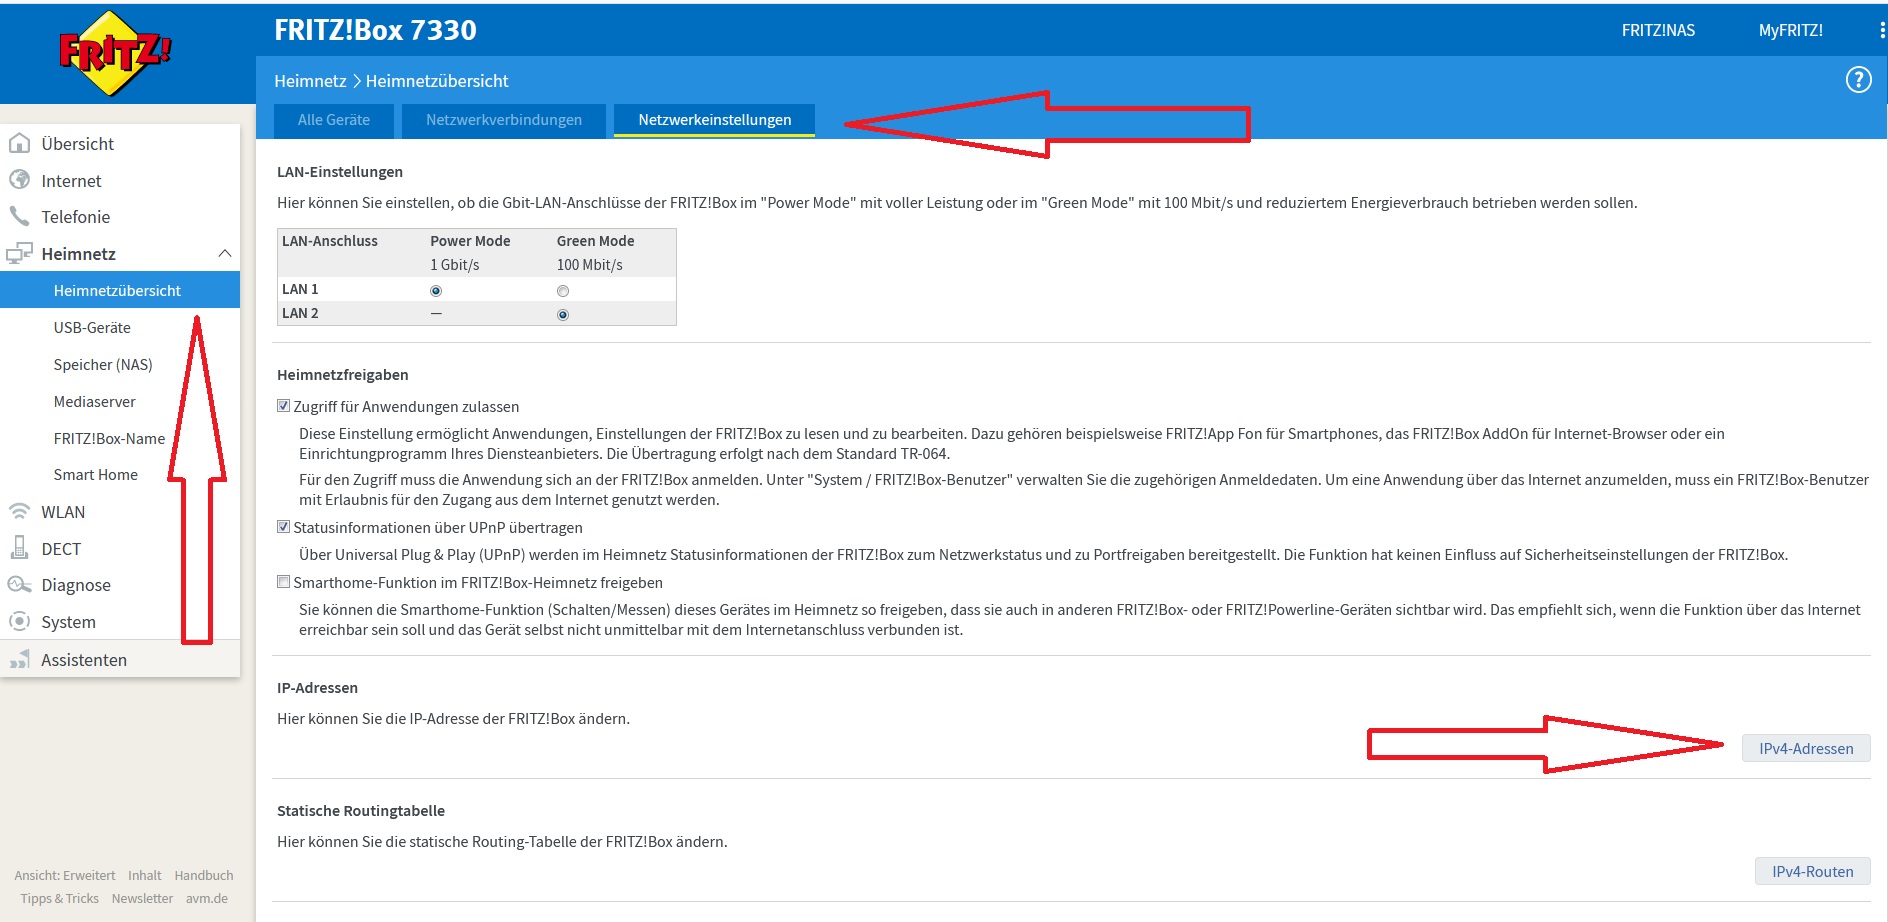 FRITZ!
FRITZ!Box 7330
FRITZ!NAS
MyFRITZ!
Heimnetz > Heimnetzübersicht
?
Alle Geräte
Netzwerkverbindungen
Netzwerkeinstellungen
Übersicht
Internet
Telefonie
Heimnetz
Heimnetzübersicht
USB-Geräte
Speicher (NAS)
Mediaserver
FRITZ!Box-Name
Smart Home
WLAN
DECT
Diagnose
System
Assistenten
Ansicht: Erweitert Inhalt Handbuch
Tipps & Tricks Newsletter avm.de
LAN-Einstellungen
Hier können Sie einstellen, ob die Gbit-LAN-Anschlüsse der FRITZ!Box im "Power Mode" mit voller Leistung oder im "Green Mode" mit 100 Mbit/s und reduziertem Energieverbrauch betrieben werden sollen.
LAN-Anschluss Power Mode Green Mode
1 Gbit/s 100 Mbit/s
LAN 1
LAN 2 —
Heimnetzfreigaben
Zugriff für Anwendungen zulassen
Diese Einstellung ermöglicht Anwendungen, Einstellungen der FRITZ!Box zu lesen und zu bearbeiten. Dazu gehören beispielsweise FRITZ!App Fon für Smartphones, das FRITZ!Box AddOn für Internet-Browser oder ein
Einrichtungprogramm Ihres Diensteanbieters. Die Übertragung erfolgt nach dem Standard TR-064.
Für den Zugriff muss die Anwendung sich an der FRITZ!Box anmelden. Unter "System / FRITZ!Box-Benutzer" verwalten Sie die zugehörigen Anmeldedaten. Um eine Anwendung über das Internet anzumelden, muss ein FRITZ!Box-Benutzer
mit Erlaubnis für den Zugang aus dem Internet genutzt werden.
Statusinformationen über UPnP übertragen
Über Universal Plug & Play (UPnP) werden im Heimnetz Statusinformationen der FRITZ!Box zum Netzwerkstatus und zu Portfreigaben bereitgestellt. Die Funktion hat keinen Einfluss auf Sicherheitseinstellungen der FRITZ!Box.
Smarthome-Funktion im FRITZ!Box-Heimnetz freigeben
Sie können die Smarthome-Funktion (Schalten/Messen) dieses Gerätes im Heimnetz so freigeben, dass sie auch in anderen FRITZ!Box- oder FRITZ!Powerline-Geräten sichtbar wird. Das empfiehlt sich, wenn die Funktion über das Internet
erreichbar sein soll und das Gerät selbst nicht unmittelbar mit dem Internetanschluss verbunden ist.
IP-Adressen
Hier können Sie die IP-Adresse der FRITZ!Box ändern.
IPv4-Adressen
Statische Routingtabelle
Hier können Sie die statische Routing-Tabelle der FRITZ!Box ändern.
IPv4-Routen